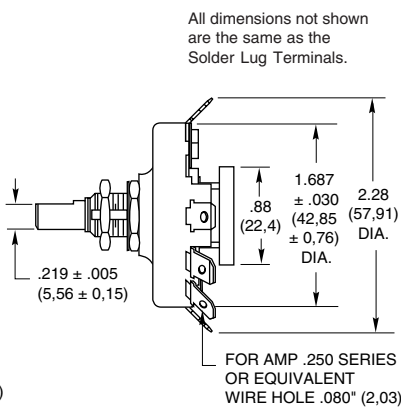 All dimensions not shown
are the same as the
Solder Lug Terminals.
1.687
± .030
(42,85
± 0,76)
DIA.
2.28
(57,91)
DIA.
.88
(22,4)
.219 ± .005
(5,56 ± 0,15)
FOR AMP .250 SERIES
OR EQUIVALENT
WIRE HOLE .080" (2,03)
)